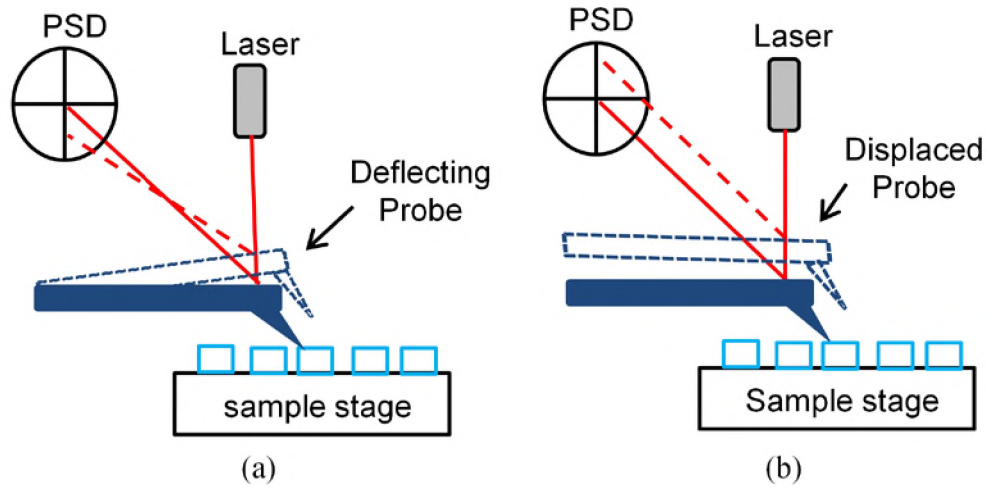 PSD
Laser
Deflecting
Probe
sample stage
(a)
PSD
Laser
Displaced
Probe
Sample stage
(b)